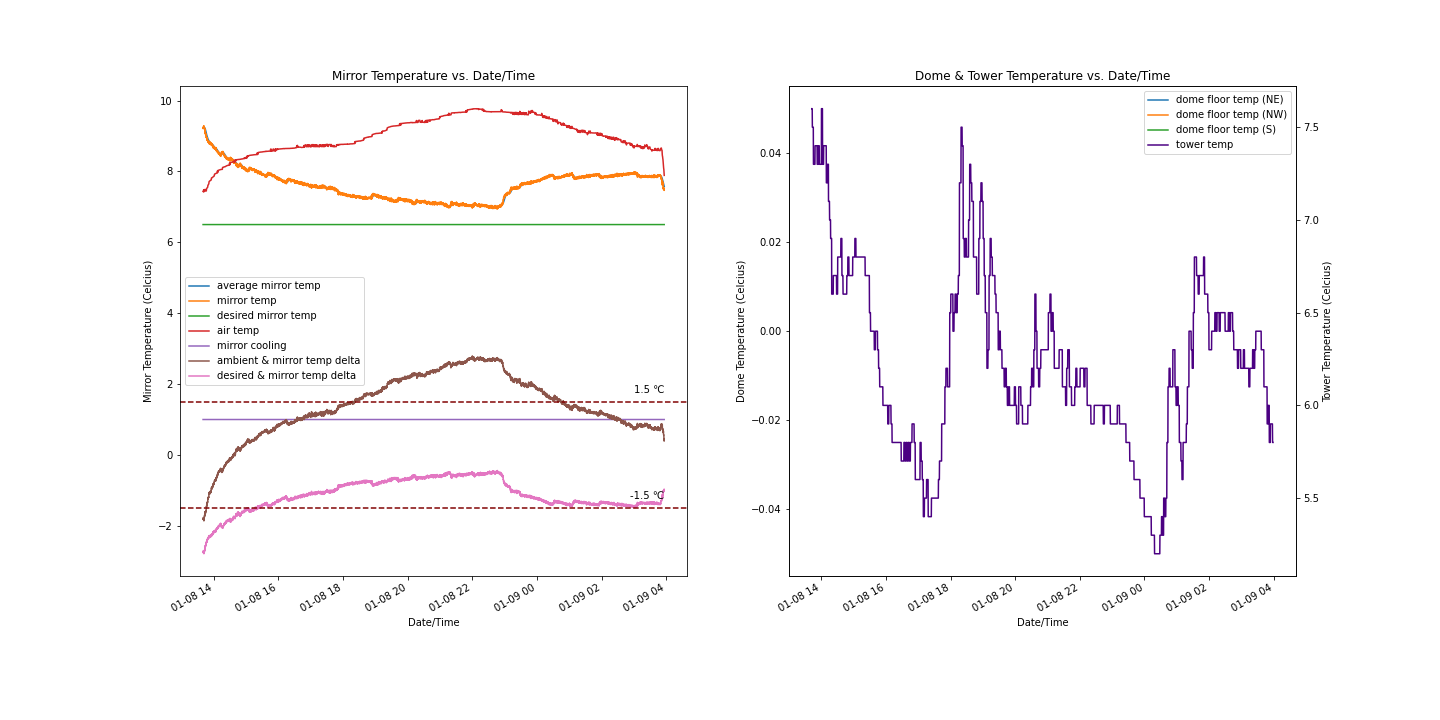 Mirror Temperature vs. Date/Time
10
8
6
4
2
0
−2
Mirror Temperature (Celcius)
average mirror temp
mirror temp
desired mirror temp
air temp
mirror cooling
ambient & mirror temp delta
desired & mirror temp delta
1.5 °C
-1.5 °C
01-08 14
01-08 16
01-08 18
01-08 20
01-08 22
01-09 00
01-09 02
01-09 04
Date/Time
Dome & Tower Temperature vs. Date/Time
0.04
0.02
0.00
−0.02
−0.04
Dome Temperature (Celcius)
dome floor temp (NE)
dome floor temp (NW)
dome floor temp (S)
tower temp
7.5
7.0
6.5
6.0
5.5
Tower Temperature (Celcius)
01-08 14
01-08 16
01-08 18
01-08 20
01-08 22
01-09 00
01-09 02
01-09 04
Date/Time